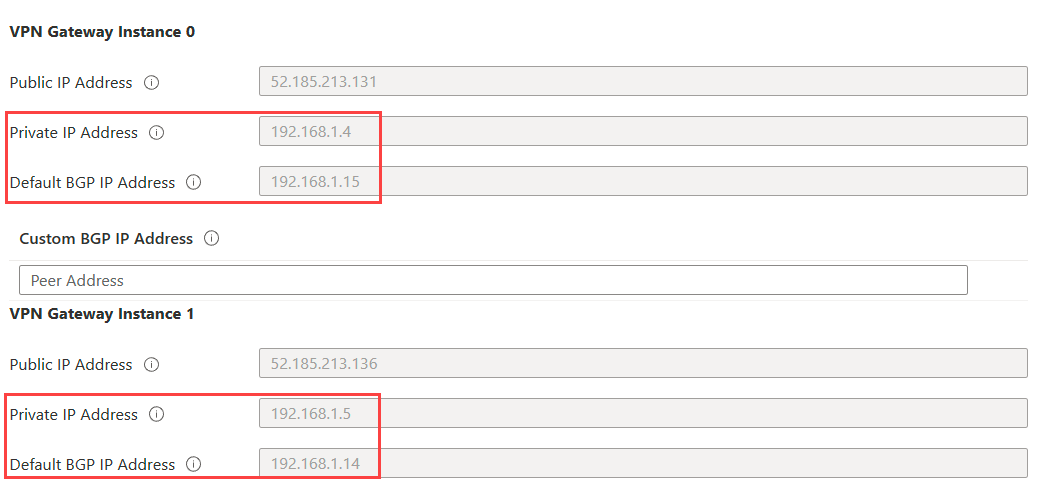 VPN Gateway Instance 0
Public IP Address 52.185.213.131
Private IP Address 192.168.1.4
Default BGP IP Address 192.168.1.15
Custom BGP IP Address
Peer Address
VPN Gateway Instance 1
Public IP Address 52.185.213.136
Private IP Address 192.168.1.5
Default BGP IP Address 192.168.1.14